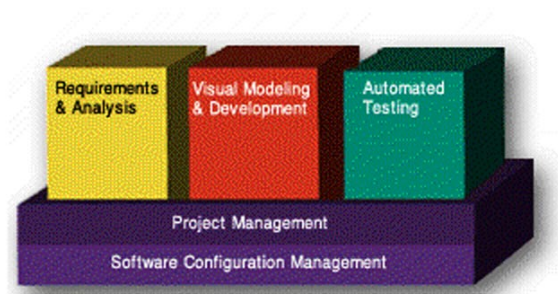 Requirements
& Analysis
Visual Modeling
& Development
Automated
Testing
Project Management
Software Configuration Management